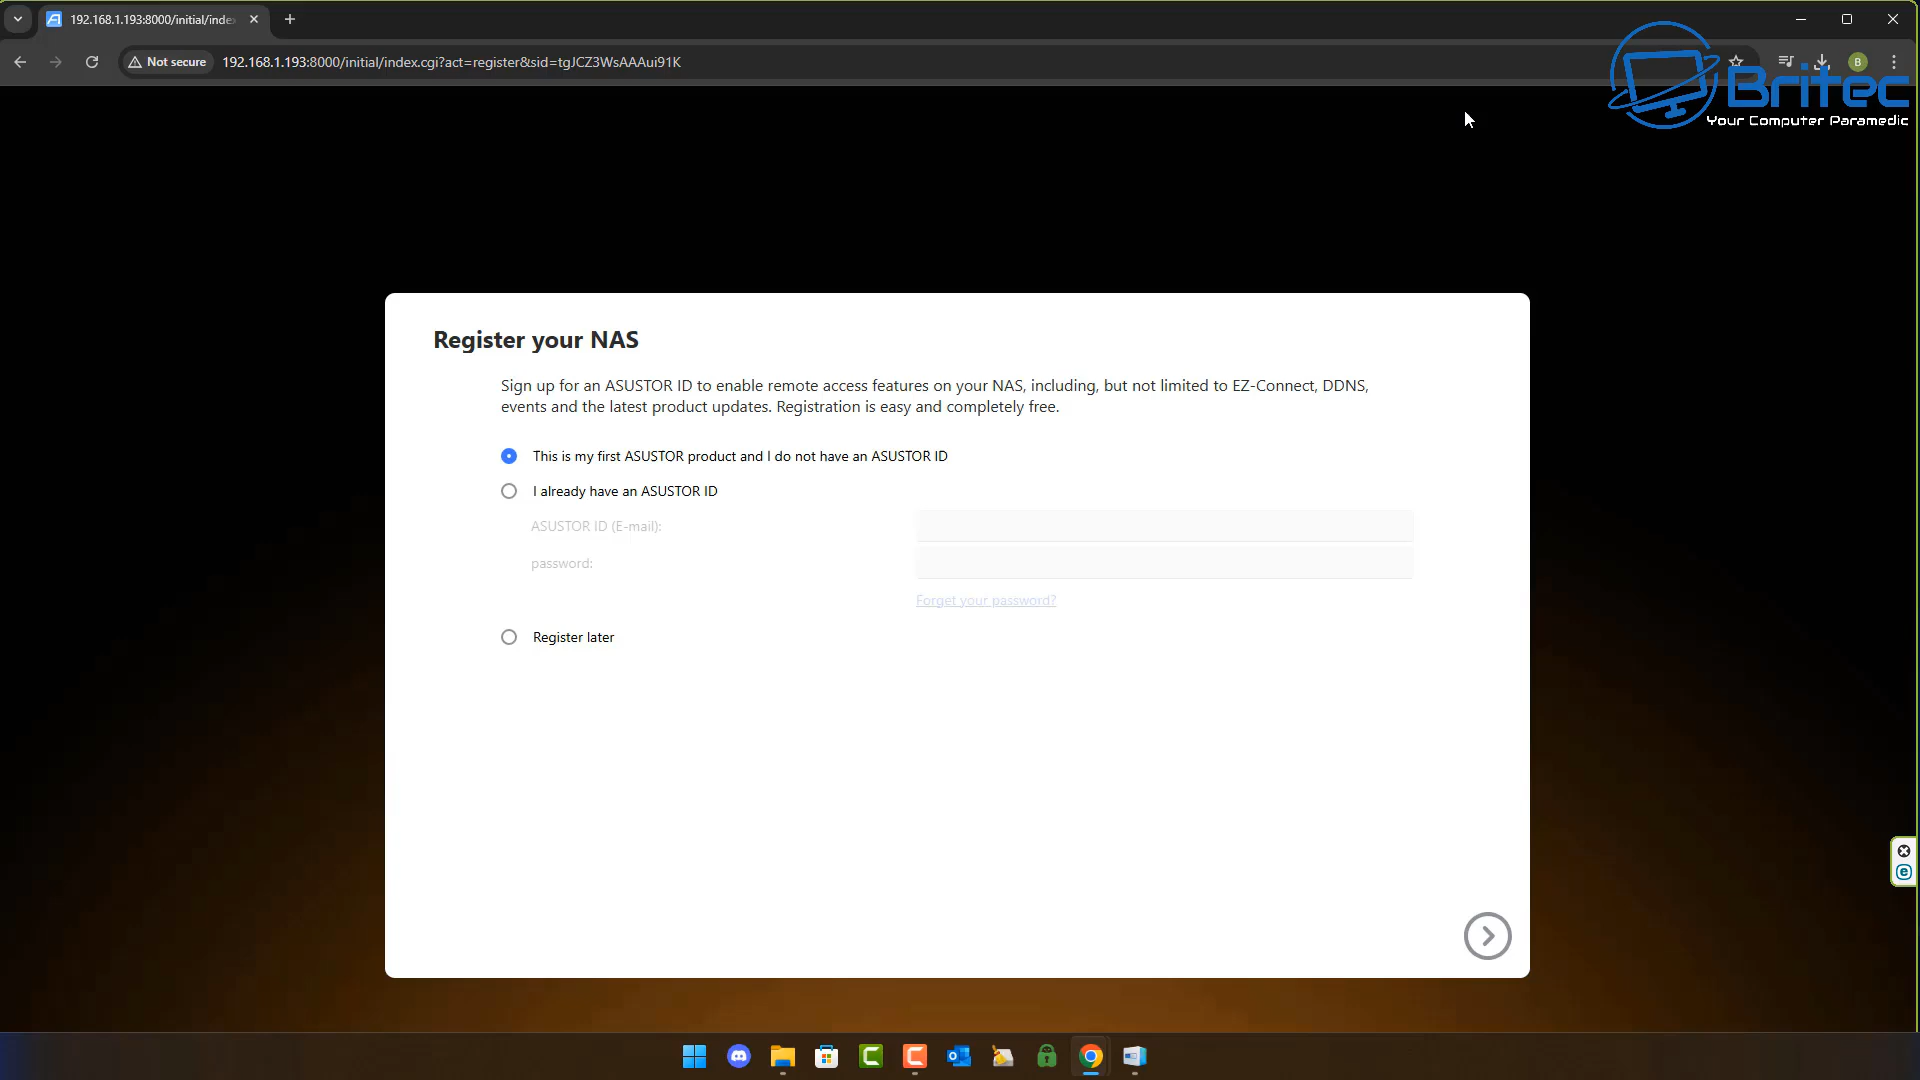 192.168.1.193:8000/initial/inde
Not secure
192.168.1.193:8000/initial/index.cgi?act=register&sid=tgJCZ3WsAAAui91K
B
Britec
Your Computer Paramedic
Register your NAS
Sign up for an ASUSTOR ID to enable remote access features on your NAS, including, but not limited to EZ-Connect, DDNS,
events and the latest product updates. Registration is easy and completely free.
This is my first ASUSTOR product and I do not have an ASUSTOR ID
I already have an ASUSTOR ID
ASUSTOR ID (E-mail):
password:
Forget your password?
Register later